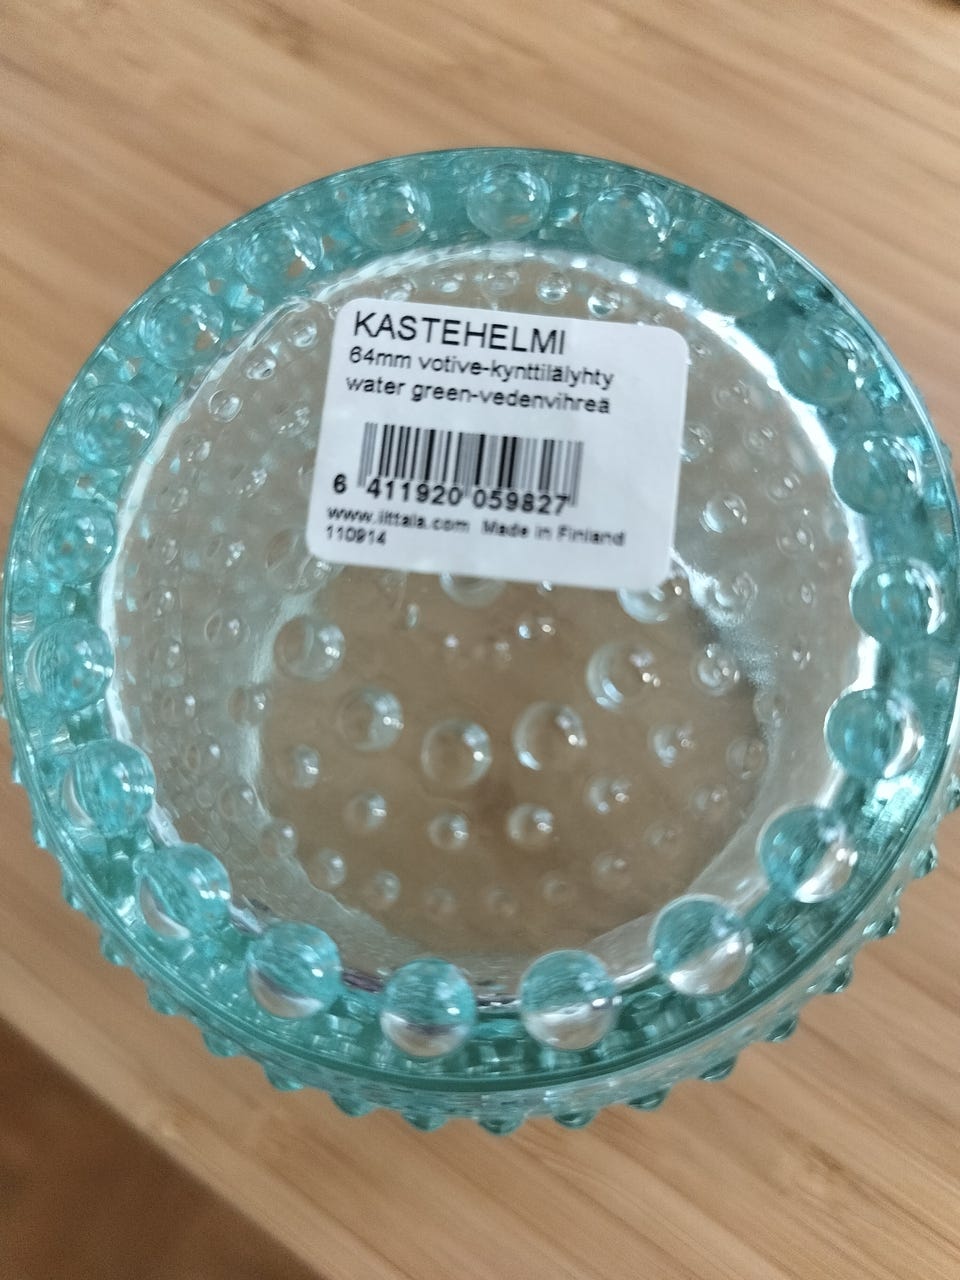 KASTEHELMI
64mm votive-kynttilälyhty
water green-vedenvihreä
6 411920 059827
www.iittala.com Made in Finland
110914